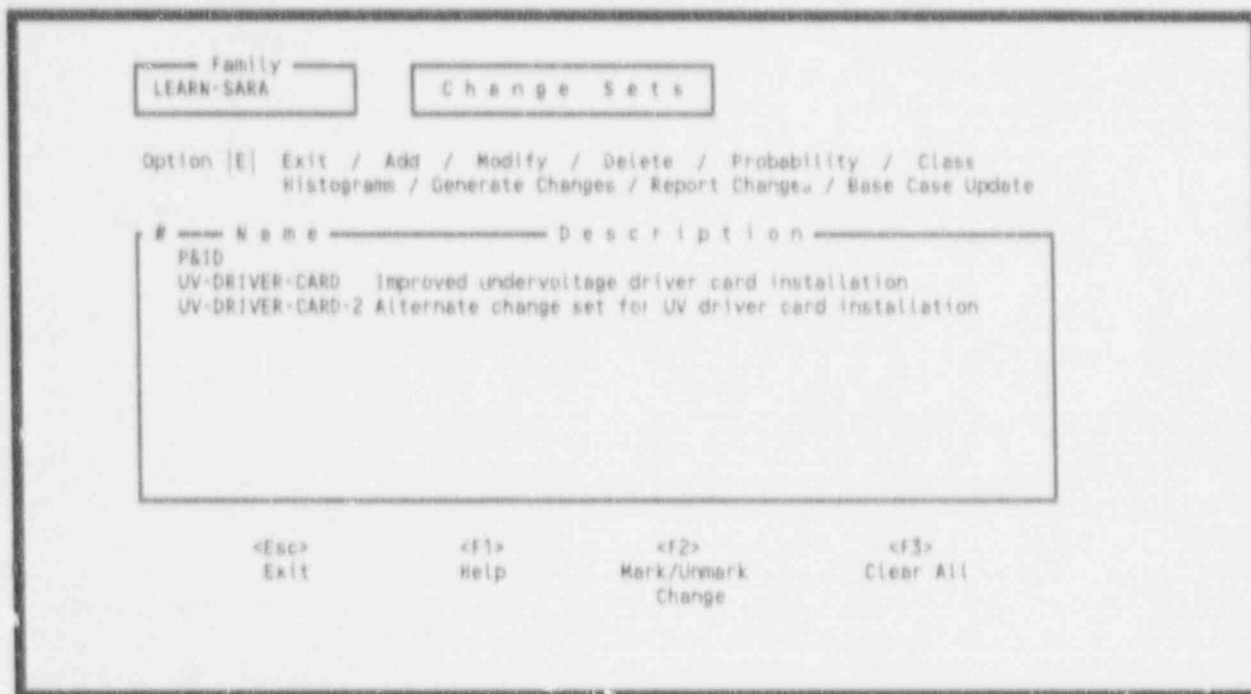 Family
LEARN-SARA
Change Sets
Option |E| Exit / Add / Modify / Delete / Probability / Class
Histograms / Generate Changes / Report Changes / Base Case Update
# Name Description
P&ID
UV-DRIVER-CARD Improved undervoltage driver card installation
UV-DRIVER-CARD-2 Alternate change set for UV driver card installation
<Esc> <F1> <F2> <F3>
Exit Help Mark/Unmark Clear All
Change